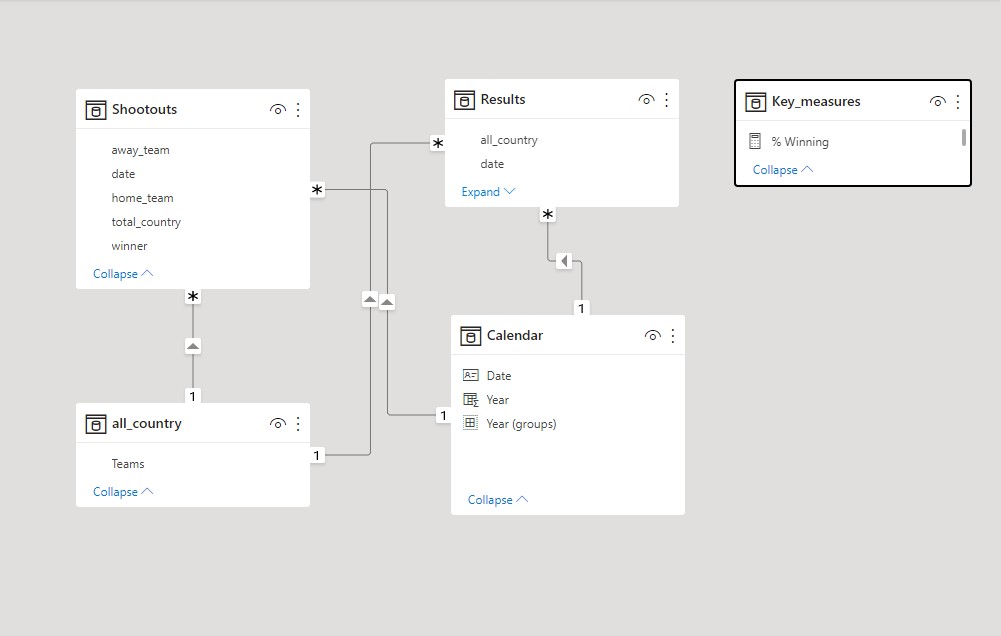 Shootouts
away_team
date
home_team
total_country
winner
Collapse
*
*
1
all_country
Teams
Collapse
1
*
Results
all_country
date
Expand
*
1
1
Calendar
Date
Year
Year (groups)
Collapse
Key_measures
% Winning
Collapse